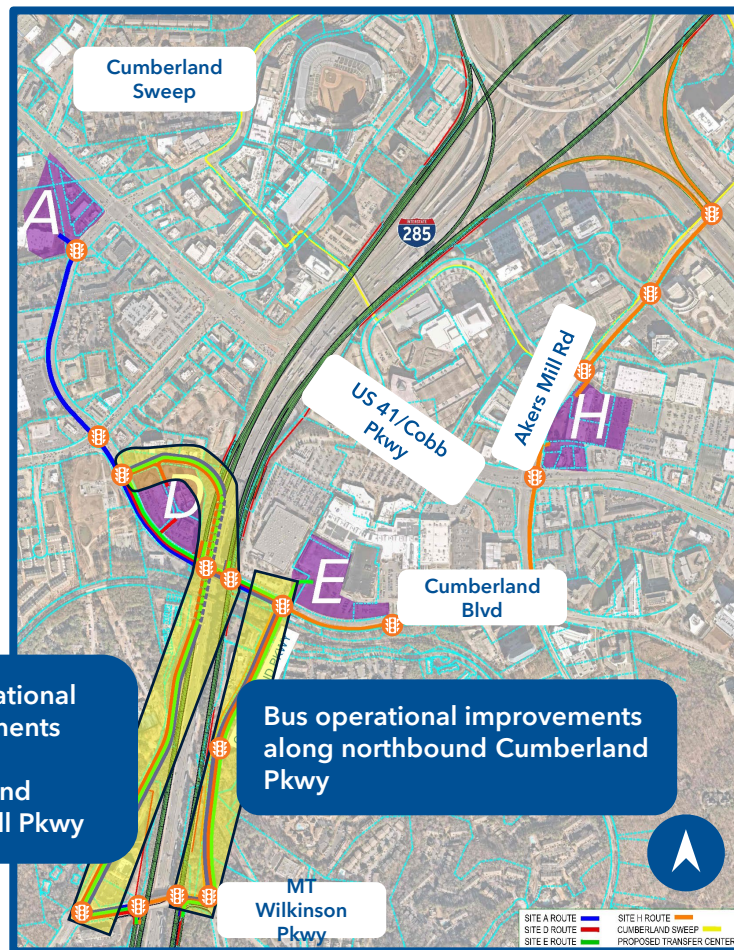 Cumberland
Sweep
A
INTERSTATE
285
Akers Mill Rd
US 41/Cobb
Pkwy
H
D
E
Cumberland
Blvd
ational
ments
nd
ll Pkwy
Bus operational improvements
along northbound Cumberland
Pkwy
MT
Wilkinson
Pkwy
SITE A ROUTE
SITE D ROUTE
SITE E ROUTE
SITE H ROUTE
CUMBERLAND SWEEP
PROPOSED TRANSFER CENTER